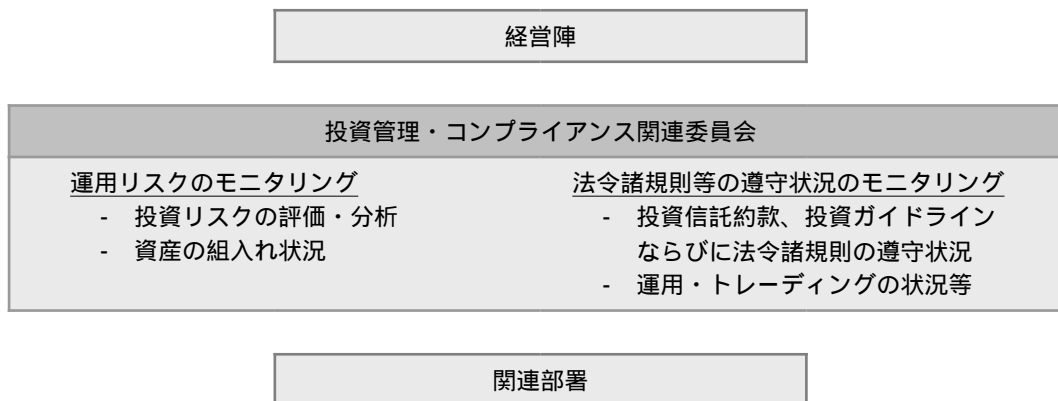 経営陣
投資管理・コンプライアンス関連委員会
運用リスクのモニタリング
- 投資リスクの評価・分析
- 資産の組入れ状況
法令諸規則等の遵守状況のモニタリング
- 投資信託約款、投資ガイドライン
ならびに法令諸規則の遵守状況
- 運用・トレーディングの状況等
関連部署